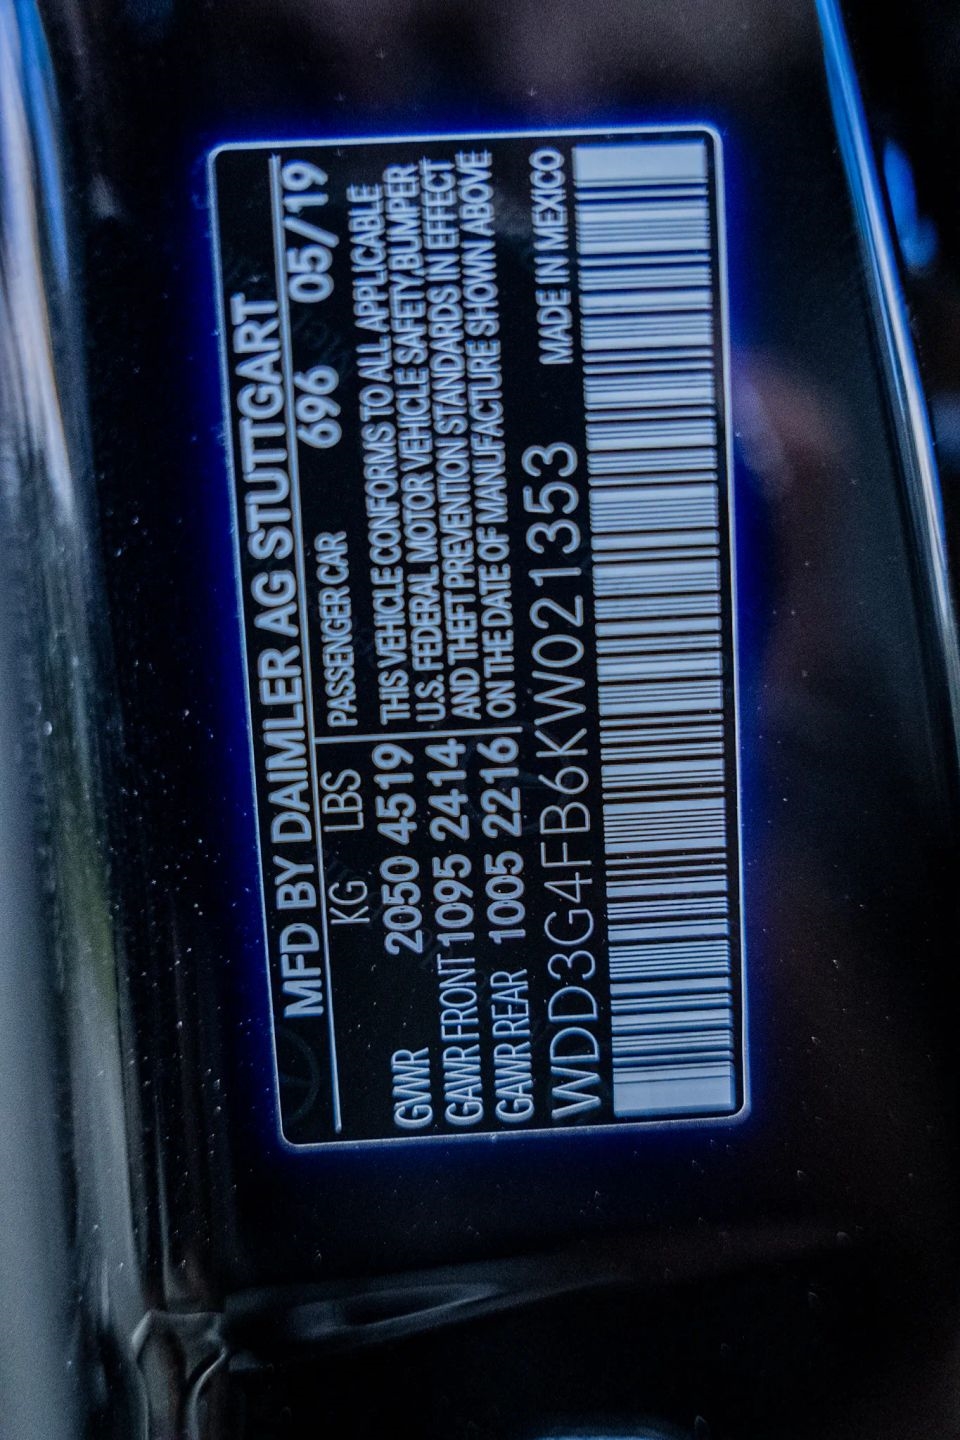 MFD BY DAIMLER AG STUTTGART
KG LBS PASSENGER CAR 696 05/19
GVWR 2050 4519 THIS VEHICLE CONFORMS TO ALL APPLICABLE
GAWR FRONT 1095 2414 U.S. FEDERAL MOTOR VEHICLE SAFETY, BUMPER
GAWR REAR 1005 2216 AND THEFT PREVENTION STANDARDS IN EFFECT
ON THE DATE OF MANUFACTURE SHOWN ABOVE
WDD3G4FB6KW021353 MADE IN MEXICO